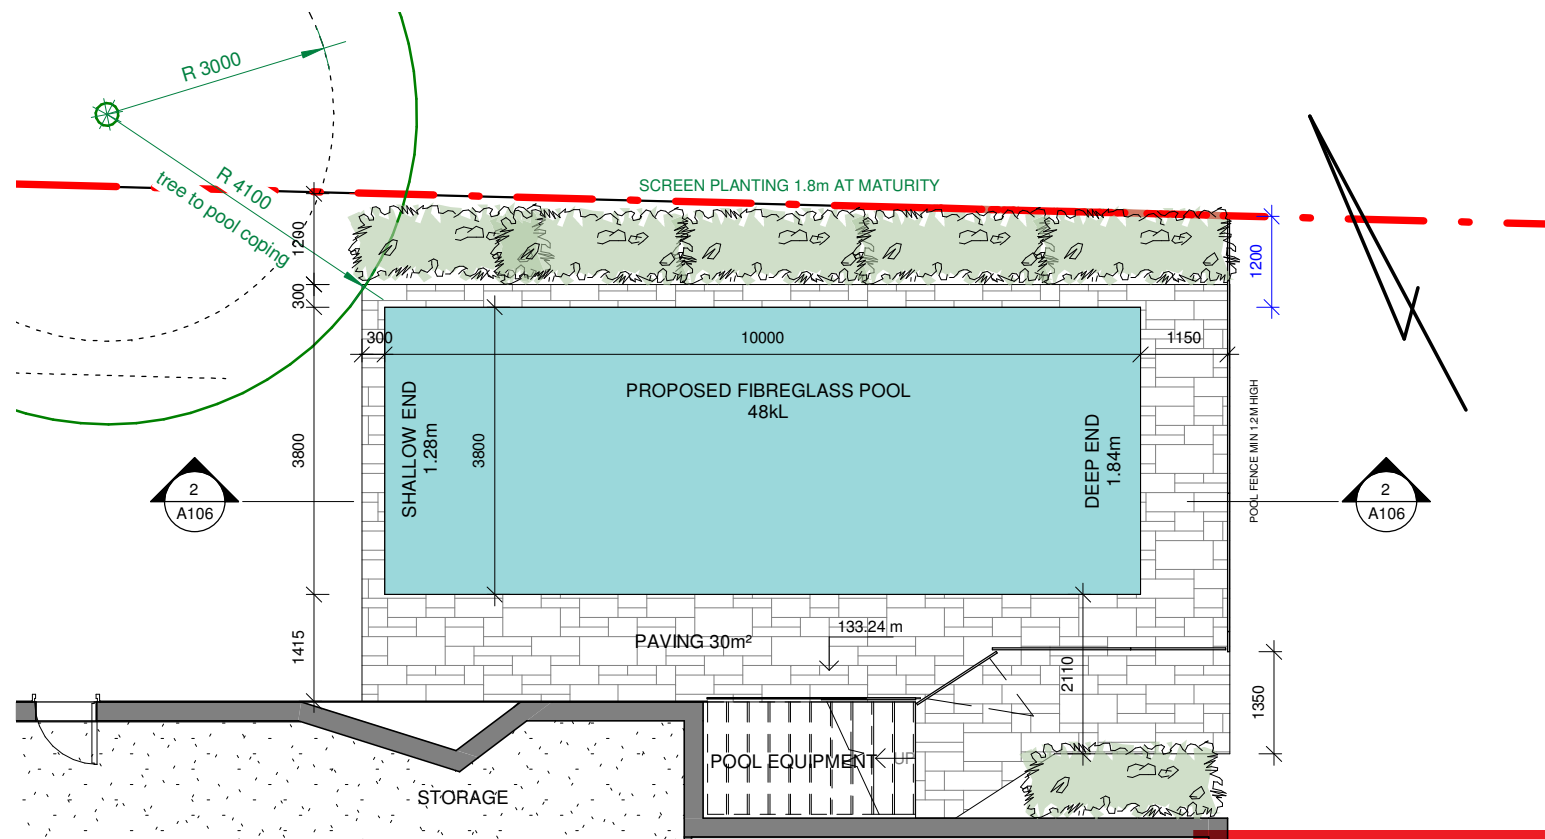 R 3000
R 4100
tree to pool coping
SCREEN PLANTING 1.8m AT MATURITY
1200
1200
300
300
10000
1150
PROPOSED FIBREGLASS POOL
48kL
SHALLOW END
1.28m
3800
3800
DEEP END
1.84m
POOL FENCE MIN 1.2M HIGH
2
A106
2
A106
1415
PAVING 30m²
133.24 m
2110
1350
POOL EQUIPMENT
UP
STORAGE